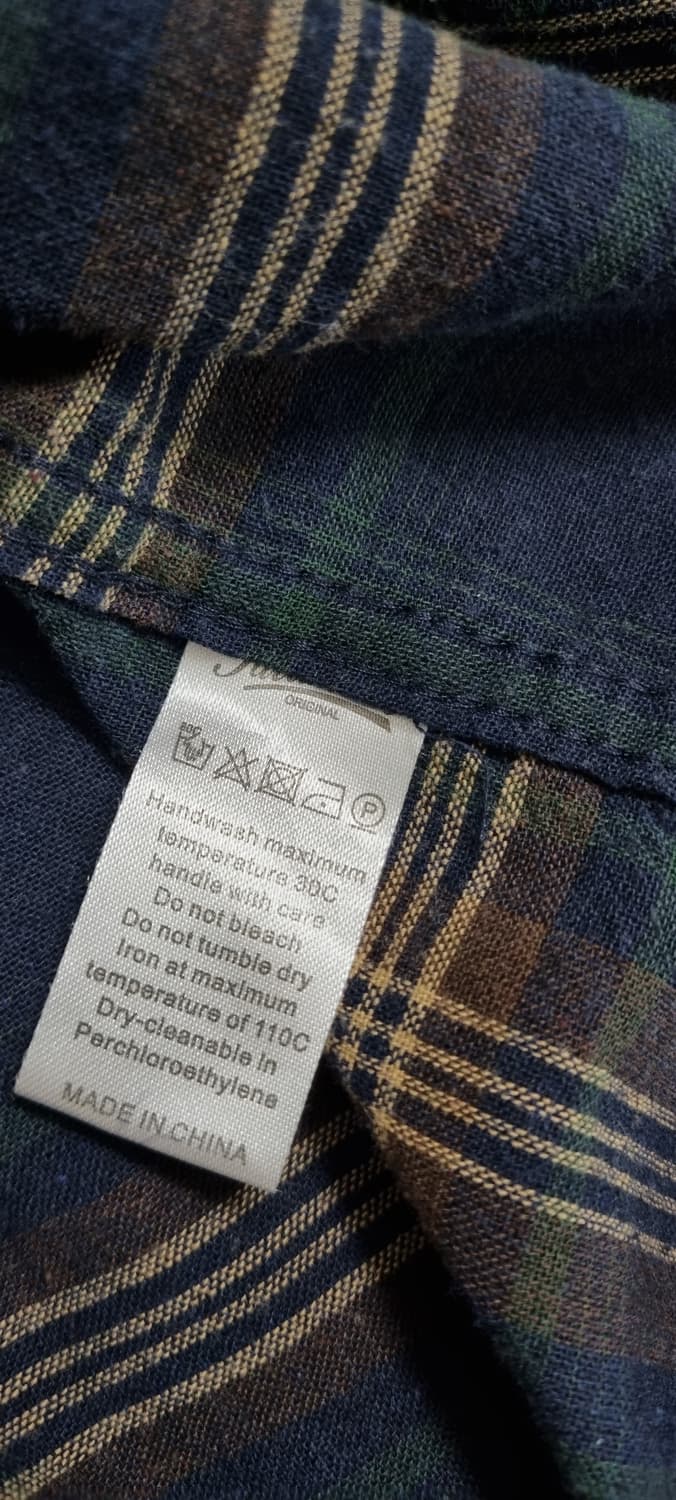 ORIGINAL
P
Handwash maximum
temperature 30C
handle with care
Do not bleach
Do not tumble dry
Iron at maximum
temperature of 110C
Dry-cleanable in
Perchloroethylene
MADE IN CHINA